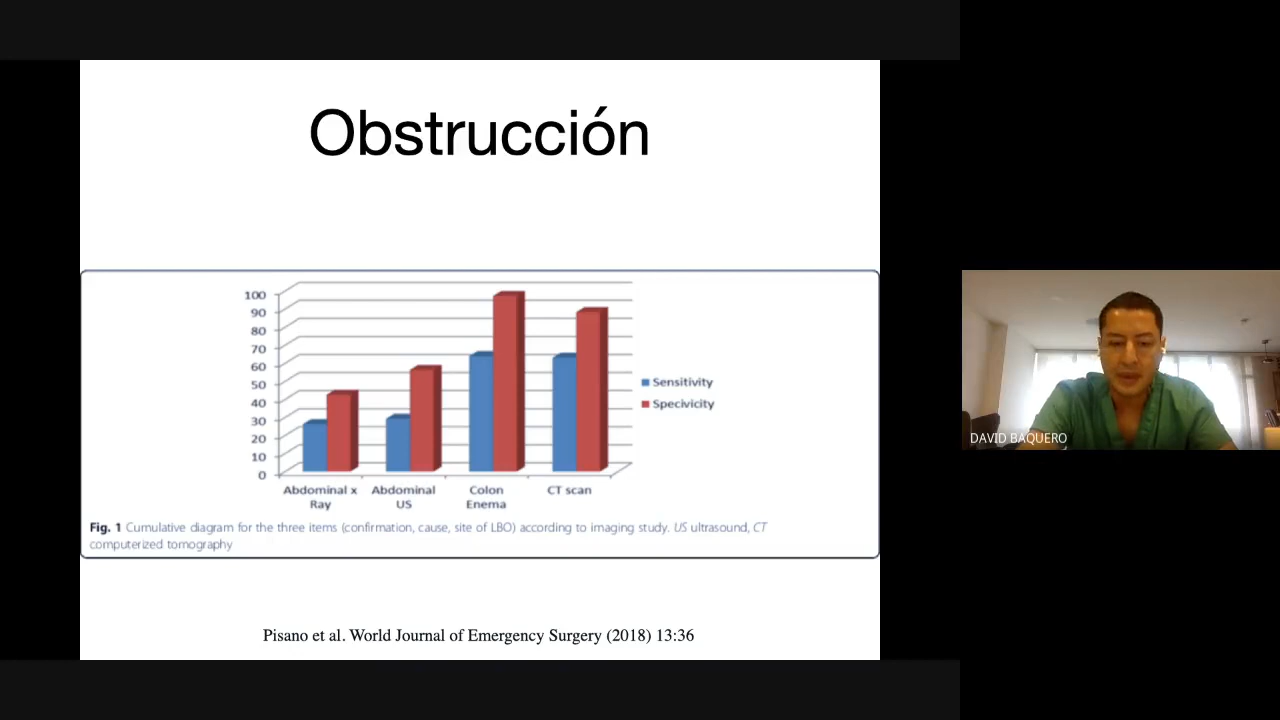 Obstrucción
100
90
80
70
60
50
40
30
20
10
0
Sensitivity
Specivicity
Abdominal x
Ray
Abdominal
US
Colon
Enema
CT scan
Fig. 1 Cumulative diagram for the three items (confirmation, cause, site of LBO) according to imaging study. US ultrasound, CT
computerized tomography
Pisano et al. World Journal of Emergency Surgery (2018) 13:36
DAVID BAQUERO